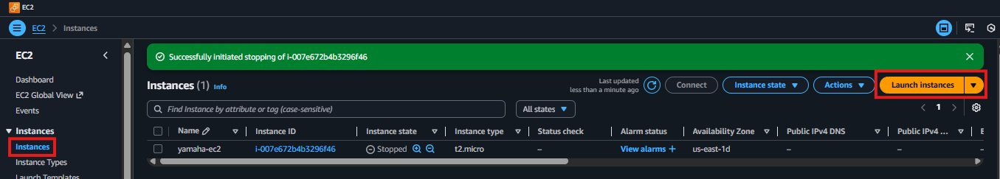 EC2
EC2 > Instances
EC2
Dashboard
EC2 Global View
Events
Instances
Instances
Instance Types
Launch Templates
Successfully initiated stopping of i-007e672b4b3296f46
Instances (1) Info
Last updated
less than a minute ago
Connect
Instance state
Actions
Launch instances
Find Instance by attribute or tag (case-sensitive)
All states
1
Name Instance ID Instance state Instance type Status check Alarm status Availability Zone Public IPv4 DNS Public IPv4 ... E
yamaha-ec2 i-007e672b4b3296f46 Stopped t2.micro – View alarms + us-east-1d – – –